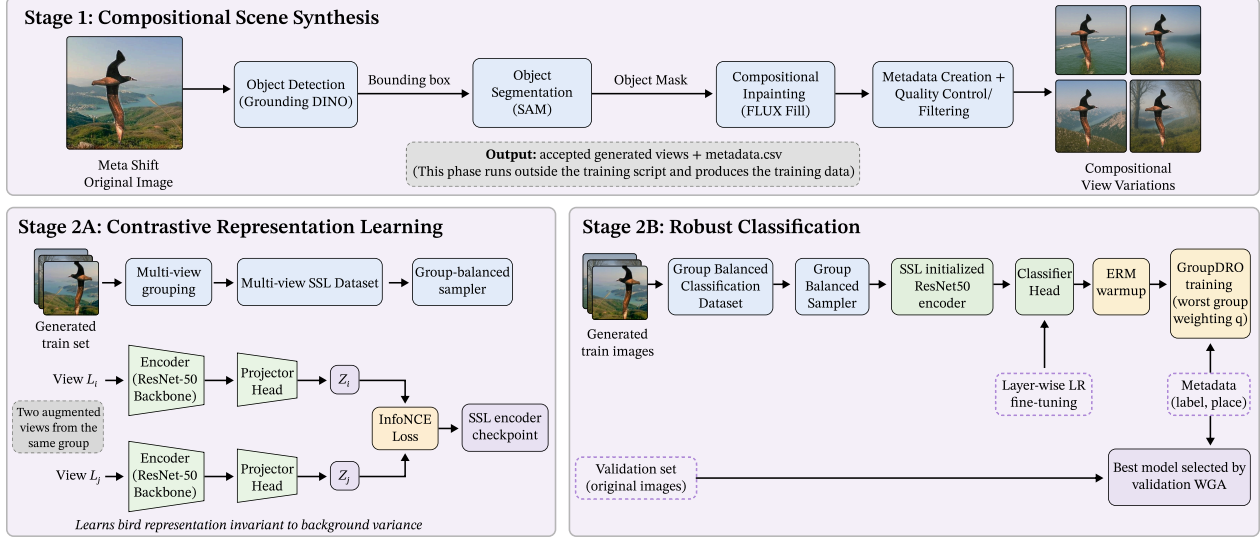 Stage 1: Compositional Scene Synthesis
Meta Shift
Original Image
Object Detection
(Grounding DINO)
Bounding box
Object
Segmentation
(SAM)
Object Mask
Compositional
Inpainting
(FLUX Fill)
Metadata Creation +
Quality Control/
Filtering
Compositional
View Variations
Output: accepted generated views + metadata.csv
(This phase runs outside the training script and produces the training data)
Stage 2A: Contrastive Representation Learning
Generated
train set
Multi-view
grouping
Multi-view SSL Dataset
Group-balanced
sampler
View Li
Encoder
(ResNet-50
Backbone)
Projector
Head
Zi
Two augmented
views from the
same group
InfoNCE
Loss
SSL encoder
checkpoint
View Lj
Encoder
(ResNet-50
Backbone)
Projector
Head
Zj
Learns bird representation invariant to background variance
Stage 2B: Robust Classification
Generated
train images
Group Balanced
Classification
Dataset
Group
Balanced
Sampler
SSL initialized
ResNet50
encoder
Classifier
Head
ERM
warmup
GroupDRO
training
(worst group
weighting q)
Layer-wise LR
fine-tuning
Metadata
(label, place)
Validation set
(original images)
Best model selected by
validation WGA